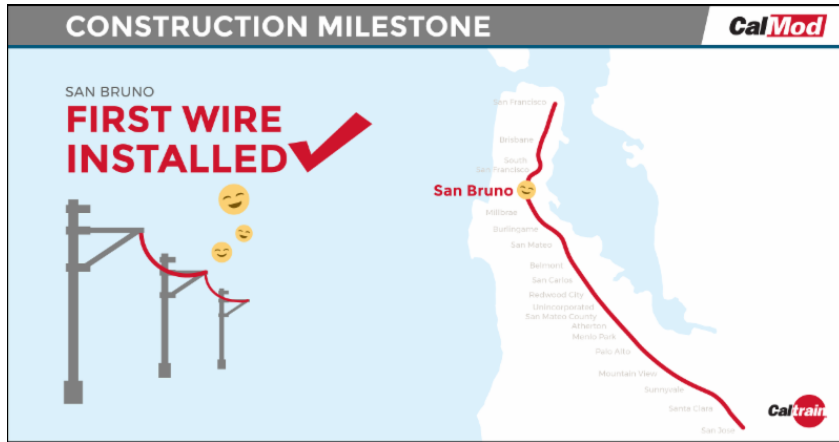 CONSTRUCTION MILESTONE
CalMod
SAN BRUNO
FIRST WIRE
INSTALLED
San Francisco
Brisbane
South
San Francisco
San Bruno
Millbrae
Burlingame
San Mateo
Belmont
San Carlos
Redwood City
Unincorporated
San Mateo County
Atherton
Menlo Park
Palo Alto
Mountain View
Sunnyvale
Santa Clara
San Jose
Caltrain